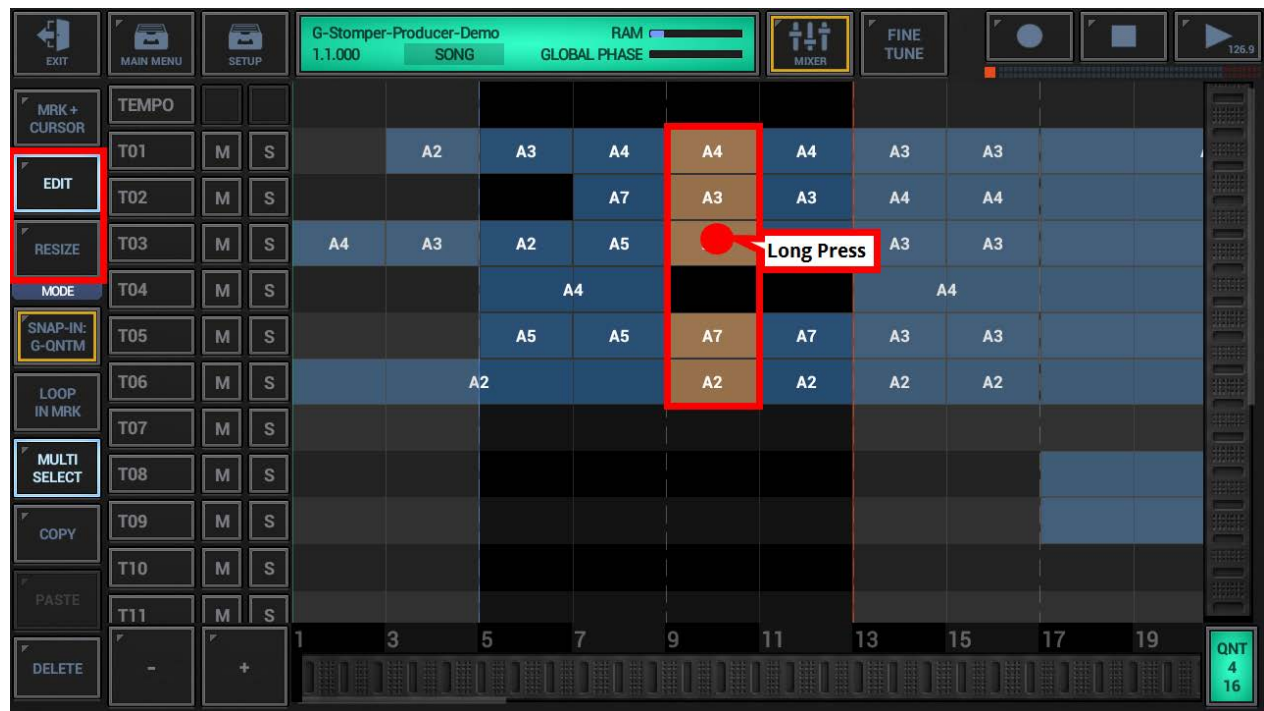 EXIT
MAIN MENU
SETUP
G-Stomper-Producer-Demo RAM
1.1.000 SONG GLOBAL PHASE
MIXER
FINE
TUNE
126.9
MRK +
CURSOR
EDIT
RESIZE
MODE
SNAP-IN:
G-QNTM
LOOP
IN MRK
MULTI
SELECT
COPY
PASTE
DELETE
TEMPO
T01 M S A2 A3 A4 A4 A4 A3 A3
T02 M S A7 A3 A3 A4 A4
T03 M S A4 A3 A2 A5 A3 A3
Long Press
T04 M S A4 A4
T05 M S A5 A5 A7 A7 A3 A3
T06 M S A2 A2 A2 A2 A2
T07 M S
T08 M S
T09 M S
T10 M S
T11 M S
- +
1 3 5 7 9 11 13 15 17 19
QNT
4
16